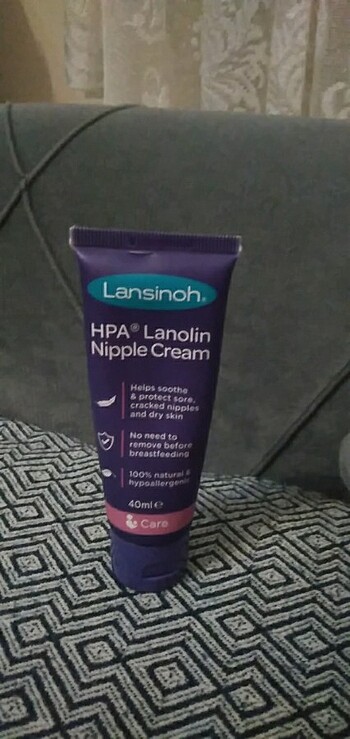 Lansinoh®
HPA® Lanolin
Nipple Cream
Helps soothe
& protect sore,
cracked nipples
and dry skin
No need to
remove before
breastfeeding
100% natural &
hypoallergenic
40ml ℮
Care